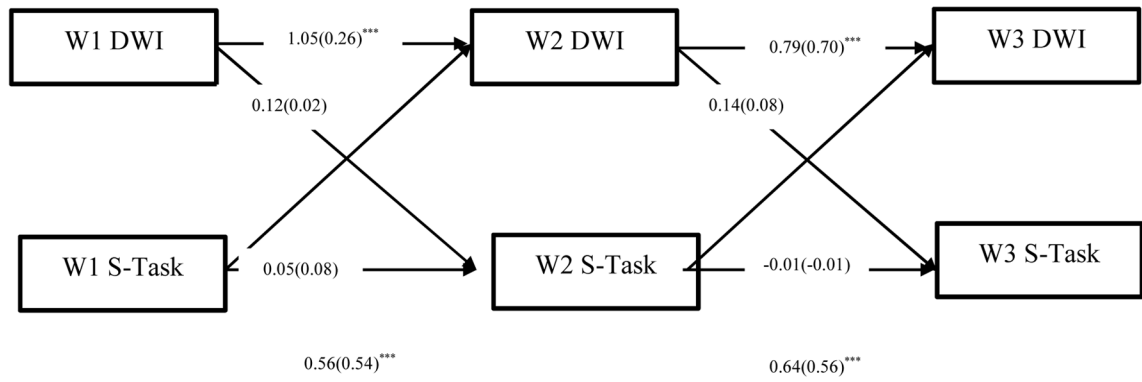 W1 DWI
1.05(0.26)***
W2 DWI
0.79(0.70)***
W3 DWI
0.12(0.02)
0.14(0.08)
W1 S-Task
0.05(0.08)
W2 S-Task
-0.01(-0.01)
W3 S-Task
0.56(0.54)***
0.64(0.56)***